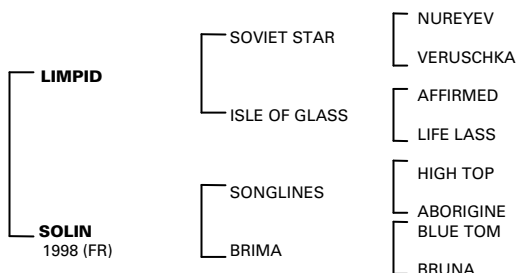 NUREYEV
SOVIET STAR
VERUSCHKA
LIMPID
AFFIRMED
ISLE OF GLASS
LIFE LASS
HIGH TOP
SONGLINES
ABORIGINE
SOLIN
BLUE TOM
1998 (FR)
BRIMA
BRUNA